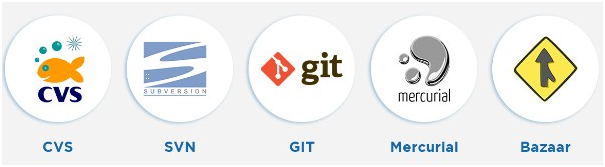 CVS
SUBVERSION
git
mercurial
CVS
SVN
GIT
Mercurial
Bazaar